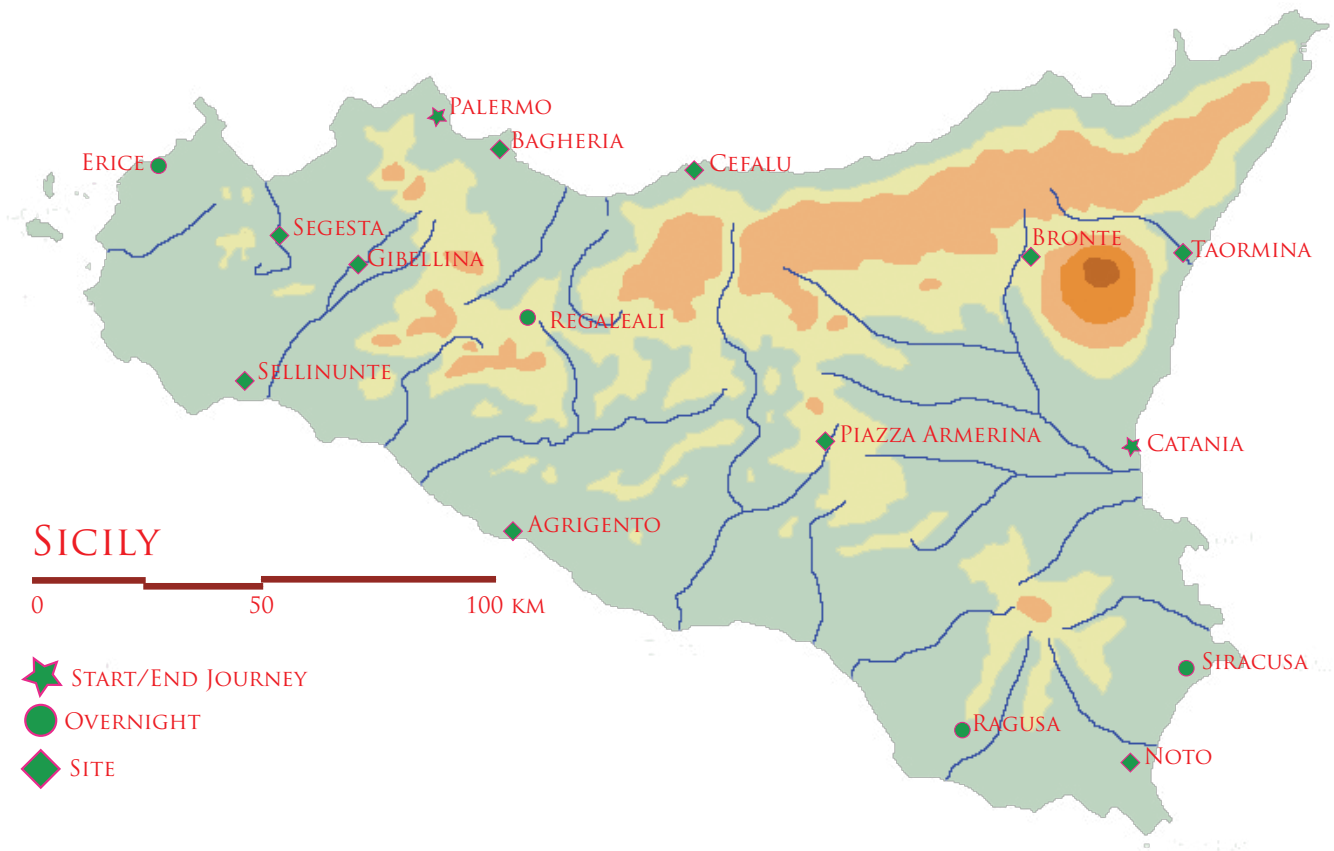 Palermo
Bagheria
Erice
Cefalu
Segesta
Gibellina
Bronte
Taormina
Regaleali
Sellinunte
Piazza Armerina
Catania
Agrigento
Sicily
0 50 100 km
Start/End Journey
Siracusa
Overnight
Ragusa
Noto
Site